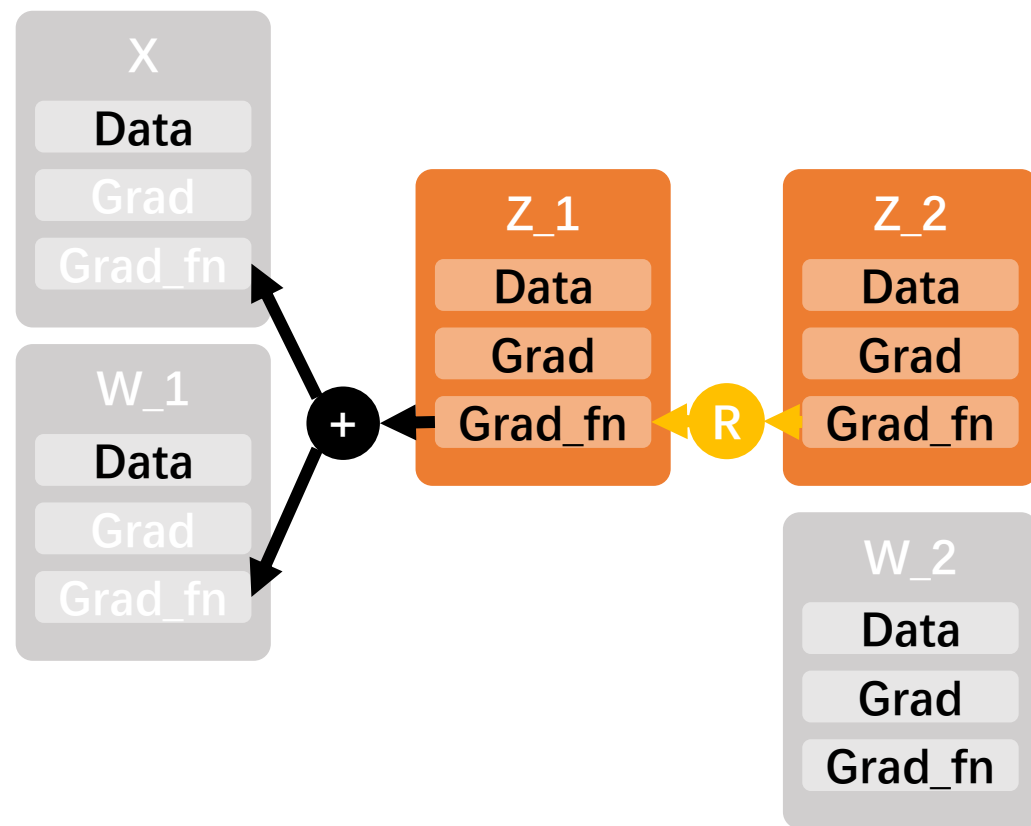 X
Data
Grad
Grad_fn
W_1
Data
Grad
Grad_fn
+
Z_1
Data
Grad
Grad_fn
R
Z_2
Data
Grad
Grad_fn
W_2
Data
Grad
Grad_fn